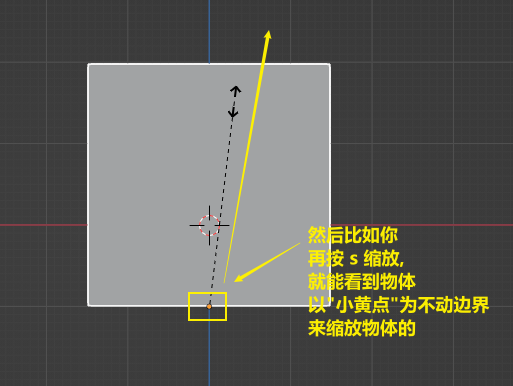 然后比如你
再按 s 缩放,
就能看到物体
以"小黄点"为不动边界
来缩放物体的